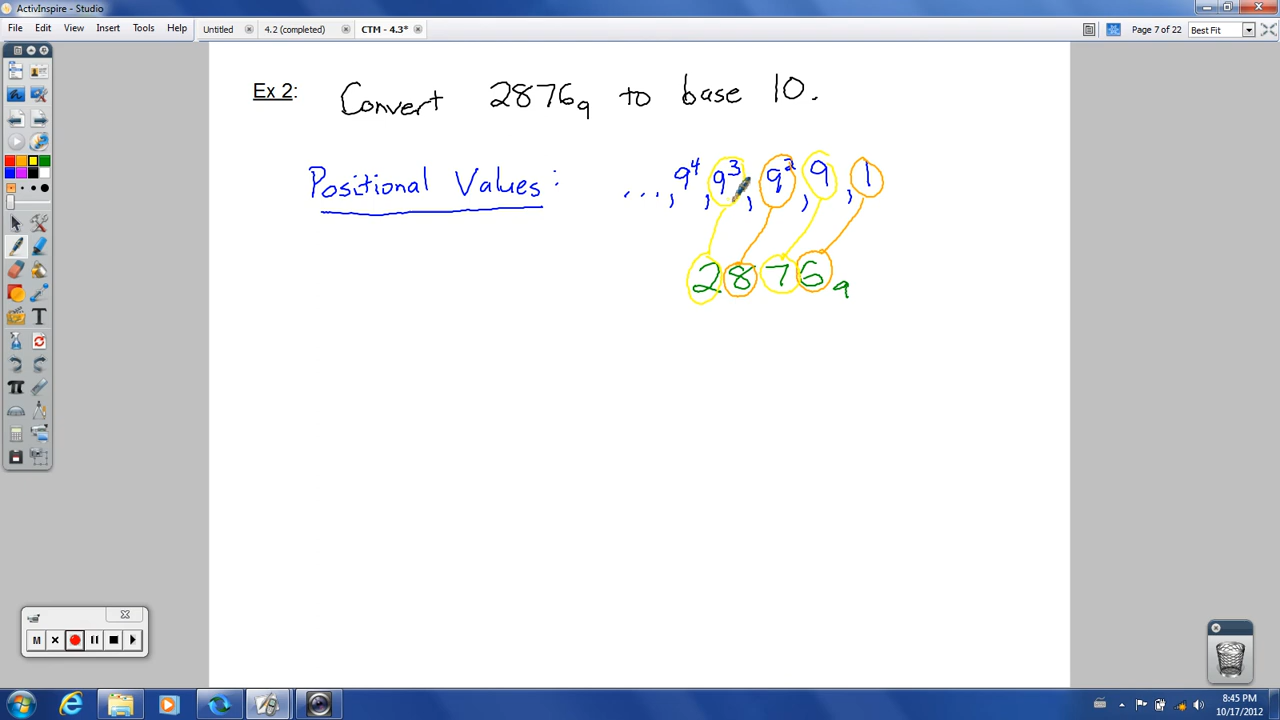 ActivInspire - Studio
File Edit View Insert Tools Help
Untitled 4.2 (completed) CTM - 4.3* Page 7 of 22 Best Fit
Ex 2: Convert 2876₉ to base 10.
Positional Values: ..., 9⁴, 9³, 9², 9, 1
2876₉
M
8:45 PM
10/17/2012